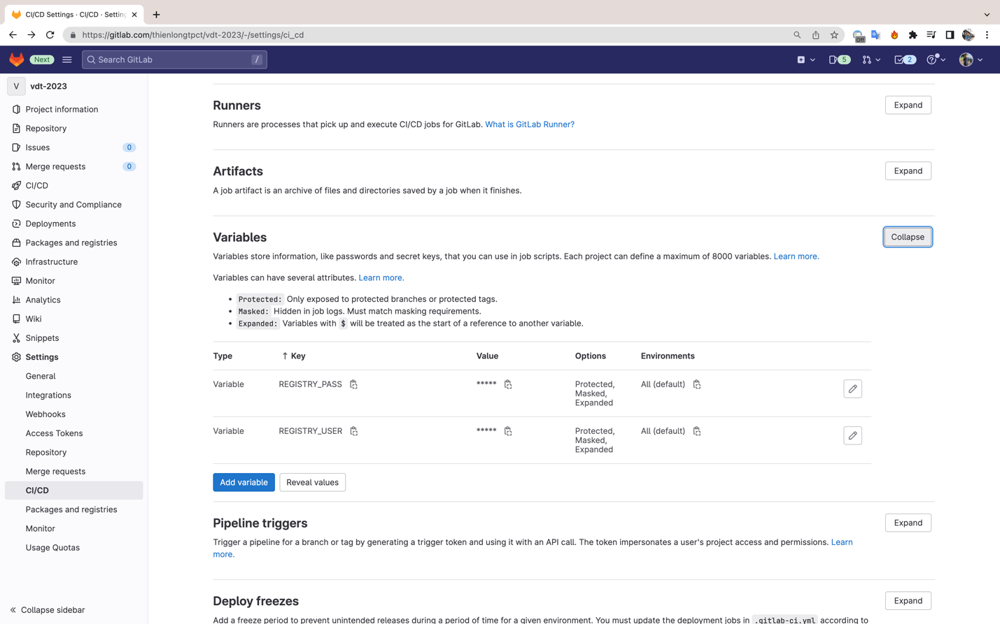 CI/CD Settings · CI/CD · Setting
https://gitlab.com/thienlongtpct/vdt-2023/-/settings/ci_cd
Off
Next
Search GitLab
/
5
2
V
vdt-2023
Project information
Repository
Issues
0
Merge requests
0
CI/CD
Security and Compliance
Deployments
Packages and registries
Infrastructure
Monitor
Analytics
Wiki
Snippets
Settings
General
Integrations
Webhooks
Access Tokens
Repository
Merge requests
CI/CD
Packages and registries
Monitor
Usage Quotas
Collapse sidebar
Runners
Expand
Runners are processes that pick up and execute CI/CD jobs for GitLab. What is GitLab Runner?
Artifacts
Expand
A job artifact is an archive of files and directories saved by a job when it finishes.
Variables
Collapse
Variables store information, like passwords and secret keys, that you can use in job scripts. Each project can define a maximum of 8000 variables. Learn more.
Variables can have several attributes. Learn more.
• Protected: Only exposed to protected branches or protected tags.
• Masked: Hidden in job logs. Must match masking requirements.
• Expanded: Variables with $ will be treated as the start of a reference to another variable.
Type ↑ Key Value Options Environments
Variable REGISTRY_PASS ***** Protected, All (default)
Masked,
Expanded
Variable REGISTRY_USER ***** Protected, All (default)
Masked,
Expanded
Add variable Reveal values
Pipeline triggers
Expand
Trigger a pipeline for a branch or tag by generating a trigger token and using it with an API call. The token impersonates a user's project access and permissions. Learn
more.
Deploy freezes
Expand
Add a freeze period to prevent unintended releases during a period of time for a given environment. You must update the deployment jobs in .gitlab-ci.yml according to